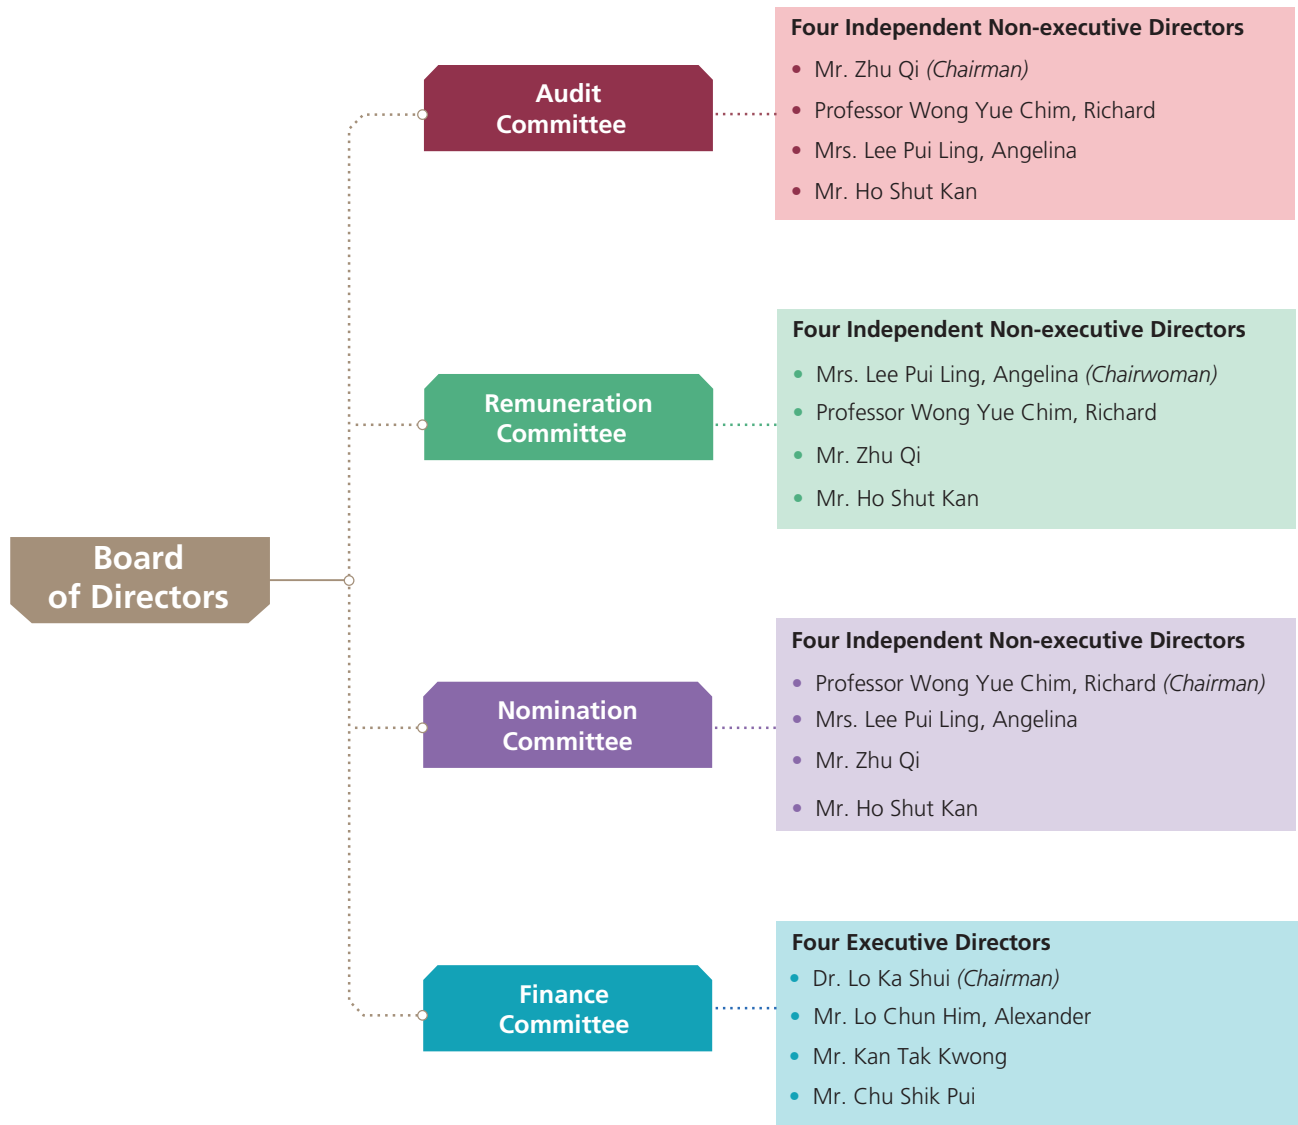 Board
of Directors
Audit
Committee
Four Independent Non-executive Directors
• Mr. Zhu Qi (Chairman)
• Professor Wong Yue Chim, Richard
• Mrs. Lee Pui Ling, Angelina
• Mr. Ho Shut Kan
Remuneration
Committee
Four Independent Non-executive Directors
• Mrs. Lee Pui Ling, Angelina (Chairwoman)
• Professor Wong Yue Chim, Richard
• Mr. Zhu Qi
• Mr. Ho Shut Kan
Nomination
Committee
Four Independent Non-executive Directors
• Professor Wong Yue Chim, Richard (Chairman)
• Mrs. Lee Pui Ling, Angelina
• Mr. Zhu Qi
• Mr. Ho Shut Kan
Finance
Committee
Four Executive Directors
• Dr. Lo Ka Shui (Chairman)
• Mr. Lo Chun Him, Alexander
• Mr. Kan Tak Kwong
• Mr. Chu Shik Pui